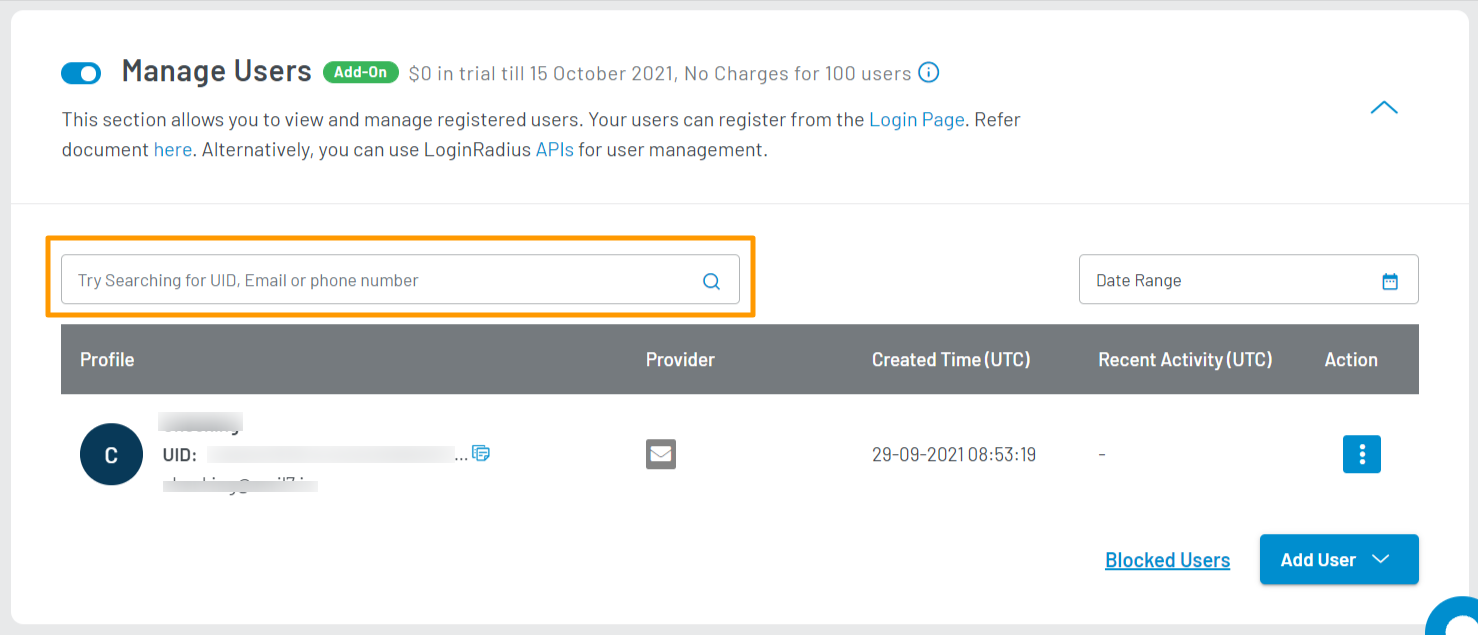 Manage Users Add-On $0 in trial till 15 October 2021, No Charges for 100 users
This section allows you to view and manage registered users. Your users can register from the Login Page. Refer
document here. Alternatively, you can use LoginRadius APIs for user management.
Try Searching for UID, Email or phone number
Date Range
Profile Provider Created Time (UTC) Recent Activity (UTC) Action
C
UID: ...
29-09-2021 08:53:19 -
Blocked Users
Add User